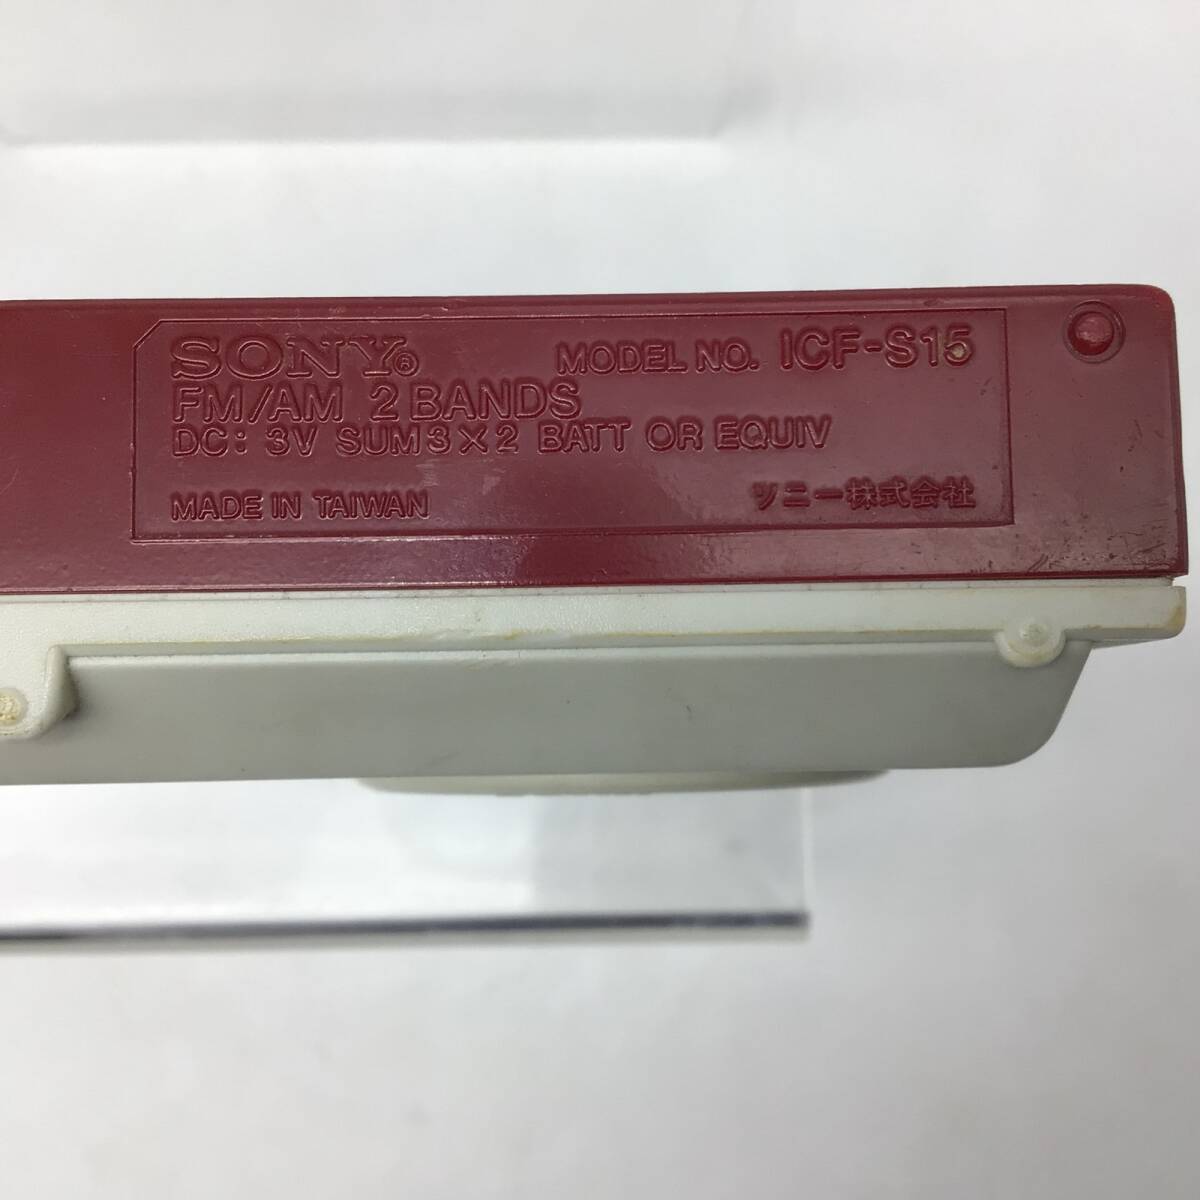 SONY® MODEL NO. ICF-S15
FM/AM 2 BANDS
DC: 3V SUM3×2 BATT OR EQUIV
MADE IN TAIWAN ソニー株式会社